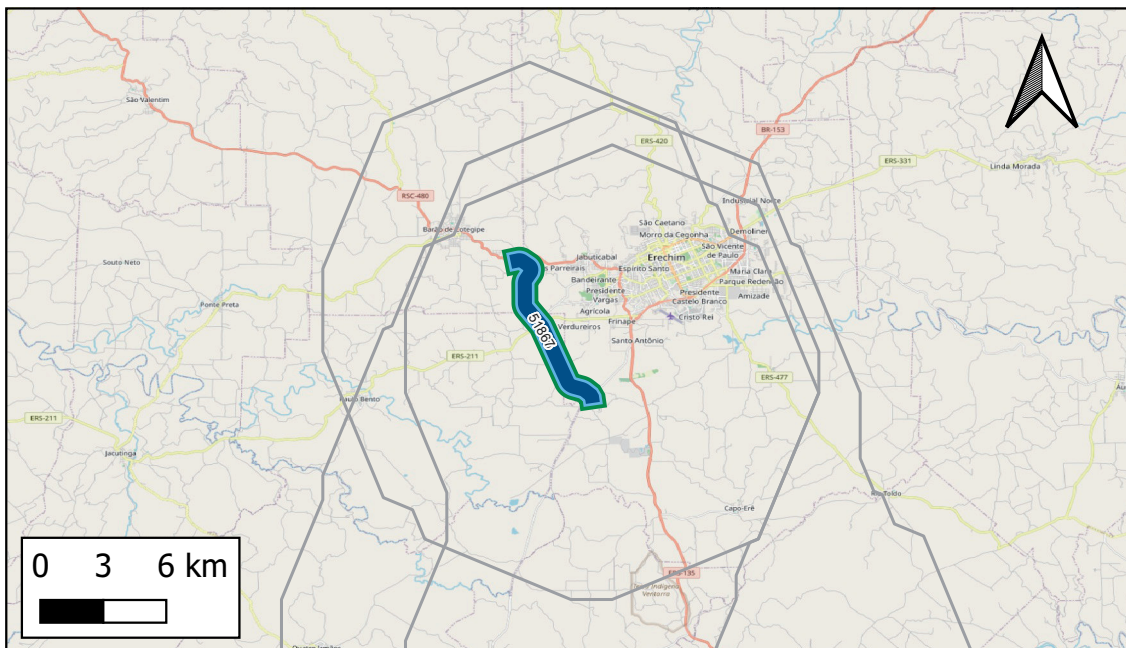 São Valentim
BR-153
ERS-420
ERS-331
Linda Morada
RSC-480
Industrial Norte
Barão de Cotegipe
São Caetano
Demoliner
Morro da Cegonha
São Vicente
de Paulo
Jabuticabal
Erechim
Souto Neto
s Parreirais
Espírito Santo
Maria Clara
Bandeirante
Parque Redenção
Presidente
Vargas
Presidente
Castelo Branco
Amizade
Ponte Preta
Agrícola
Cristo Rei
Frinape
51867
Verdureiros
Santo Antônio
ERS-211
ERS-477
Paulo Bento
ERS-211
Jacutinga
Rio Toldo
Capo-Erê
ERS-135
Ventarra
0 3 6 km